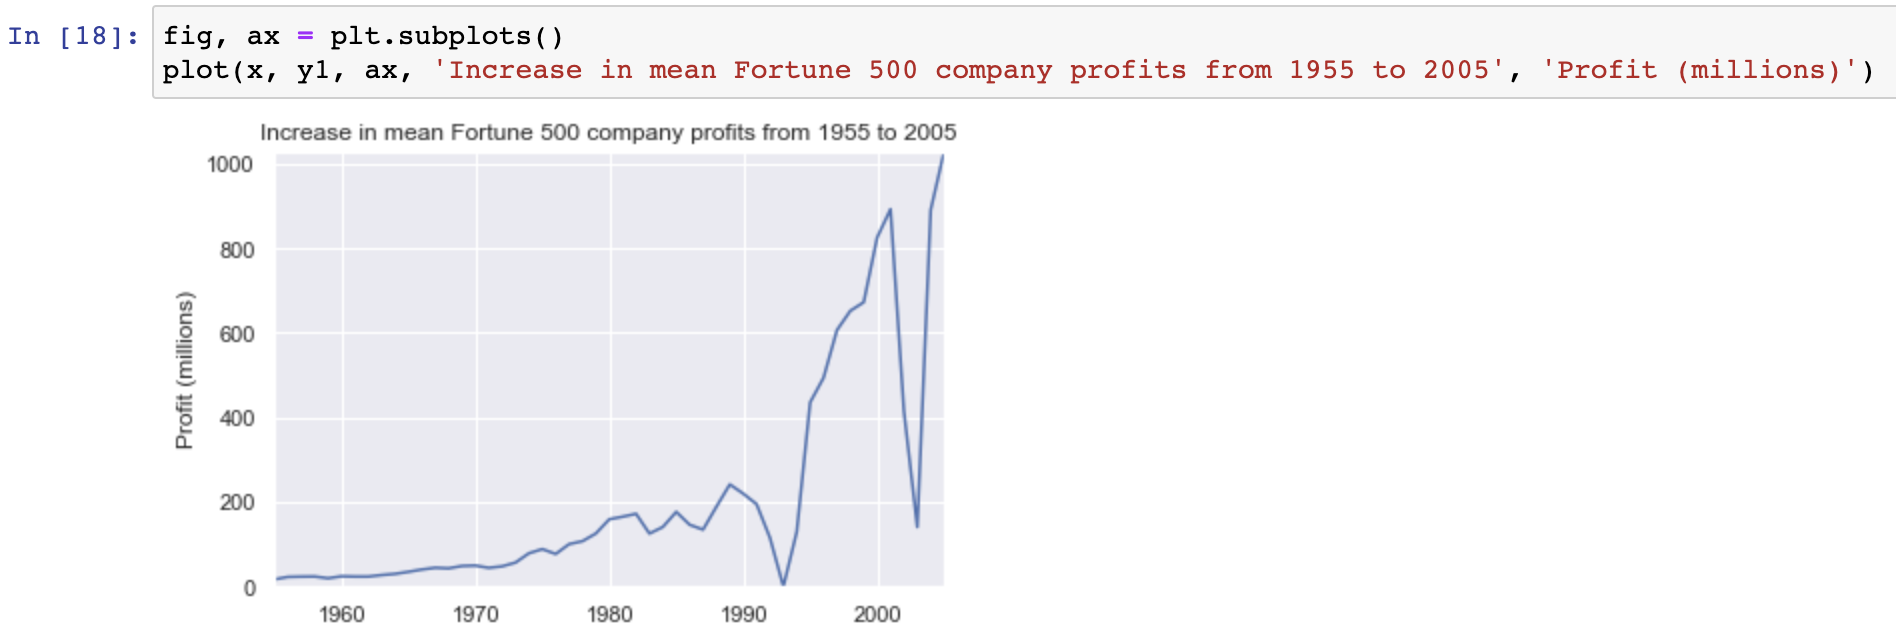 In [18]: fig, ax = plt.subplots()
plot(x, y1, ax, 'Increase in mean Fortune 500 company profits from 1955 to 2005', 'Profit (millions)')
Increase in mean Fortune 500 company profits from 1955 to 2005
1000
800
600
400
200
0
Profit (millions)
1960 1970 1980 1990 2000